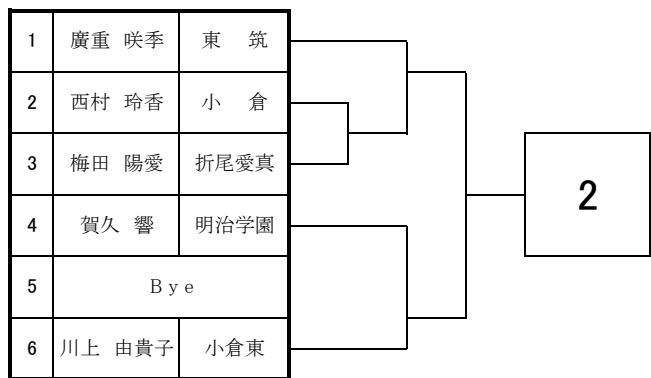 1 廣重 咲季 東 筑
2 西村 玲香 小 倉
3 梅田 陽愛 折尾愛真
4 賀久 響 明治学園
5 Bye
6 川上 由貴子 小倉東
2